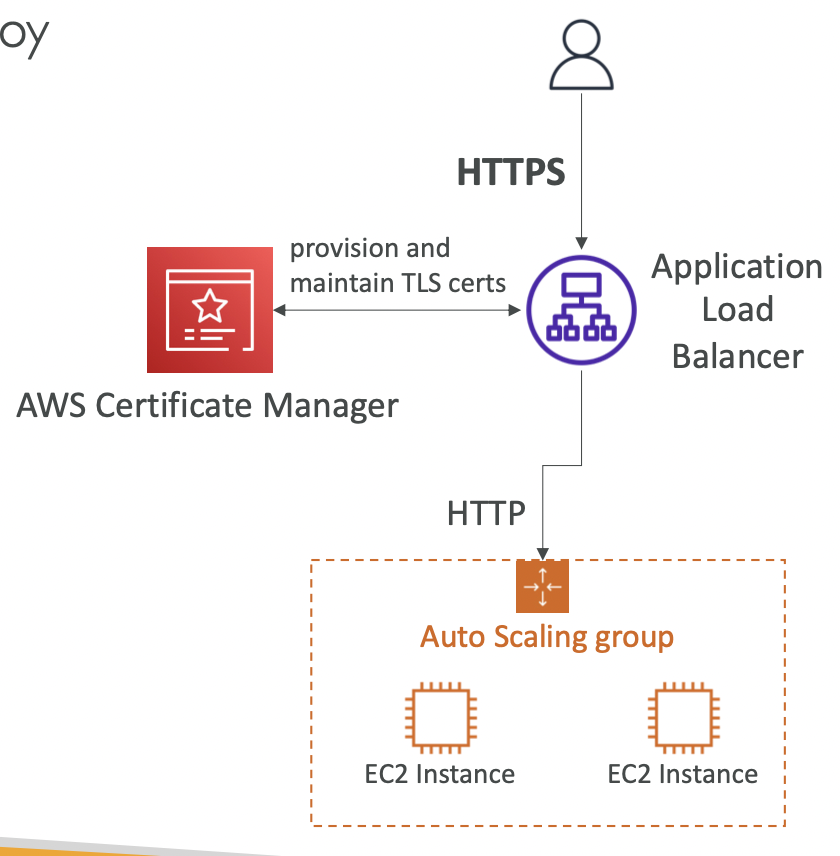 oy
HTTPS
provision and
maintain TLS certs
Application
Load
Balancer
AWS Certificate Manager
HTTP
Auto Scaling group
EC2 Instance
EC2 Instance